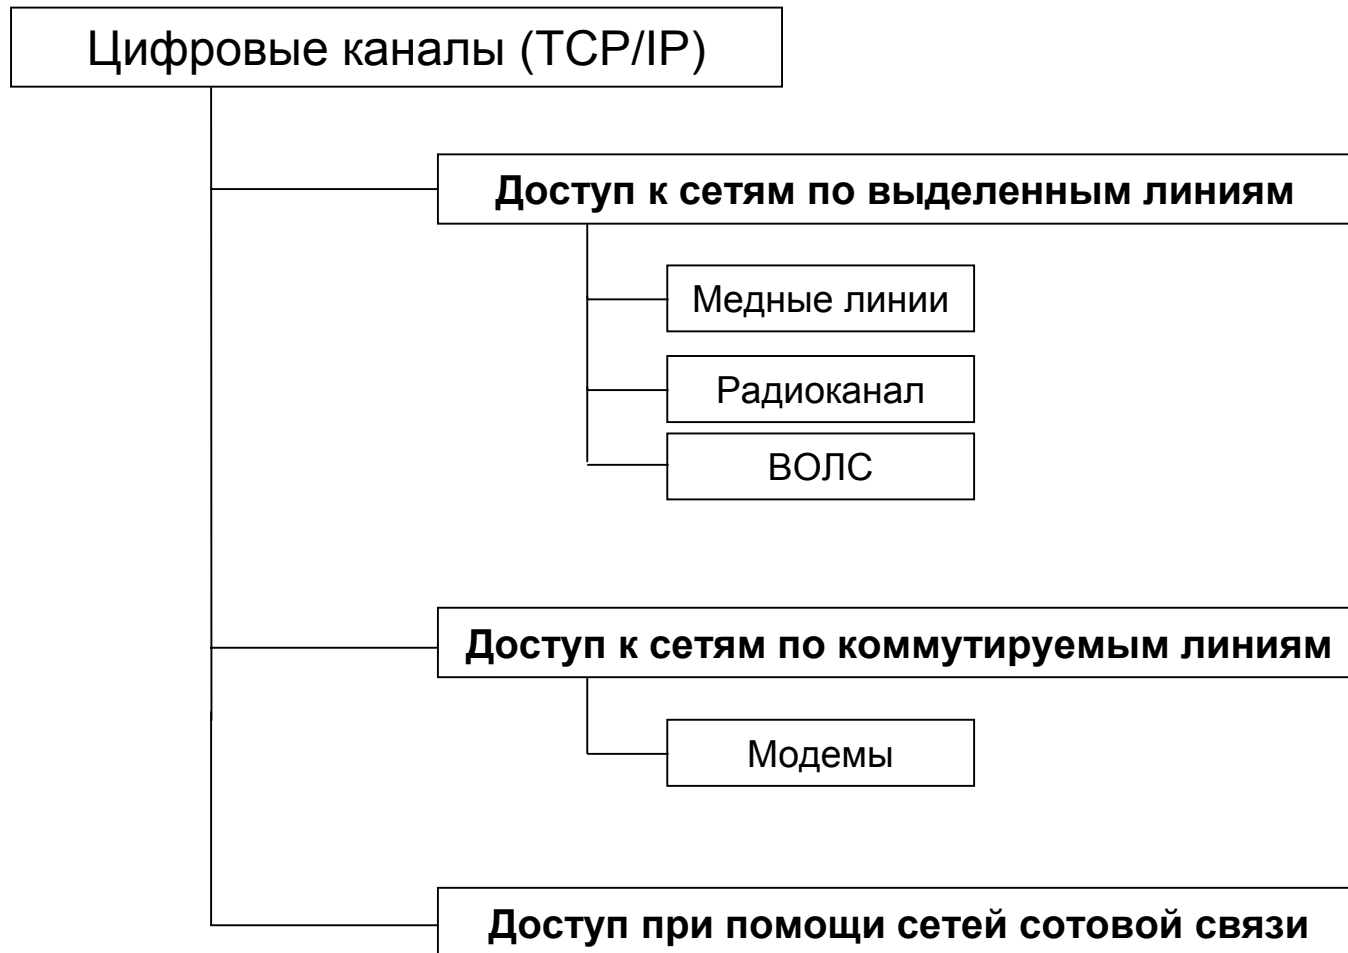 Цифровые каналы (TCP/IP)
Доступ к сетям по выделенным линиям
Медные линии
Радиоканал
ВОЛС
Доступ к сетям по коммутируемым линиям
Модемы
Доступ при помощи сетей сотовой связи